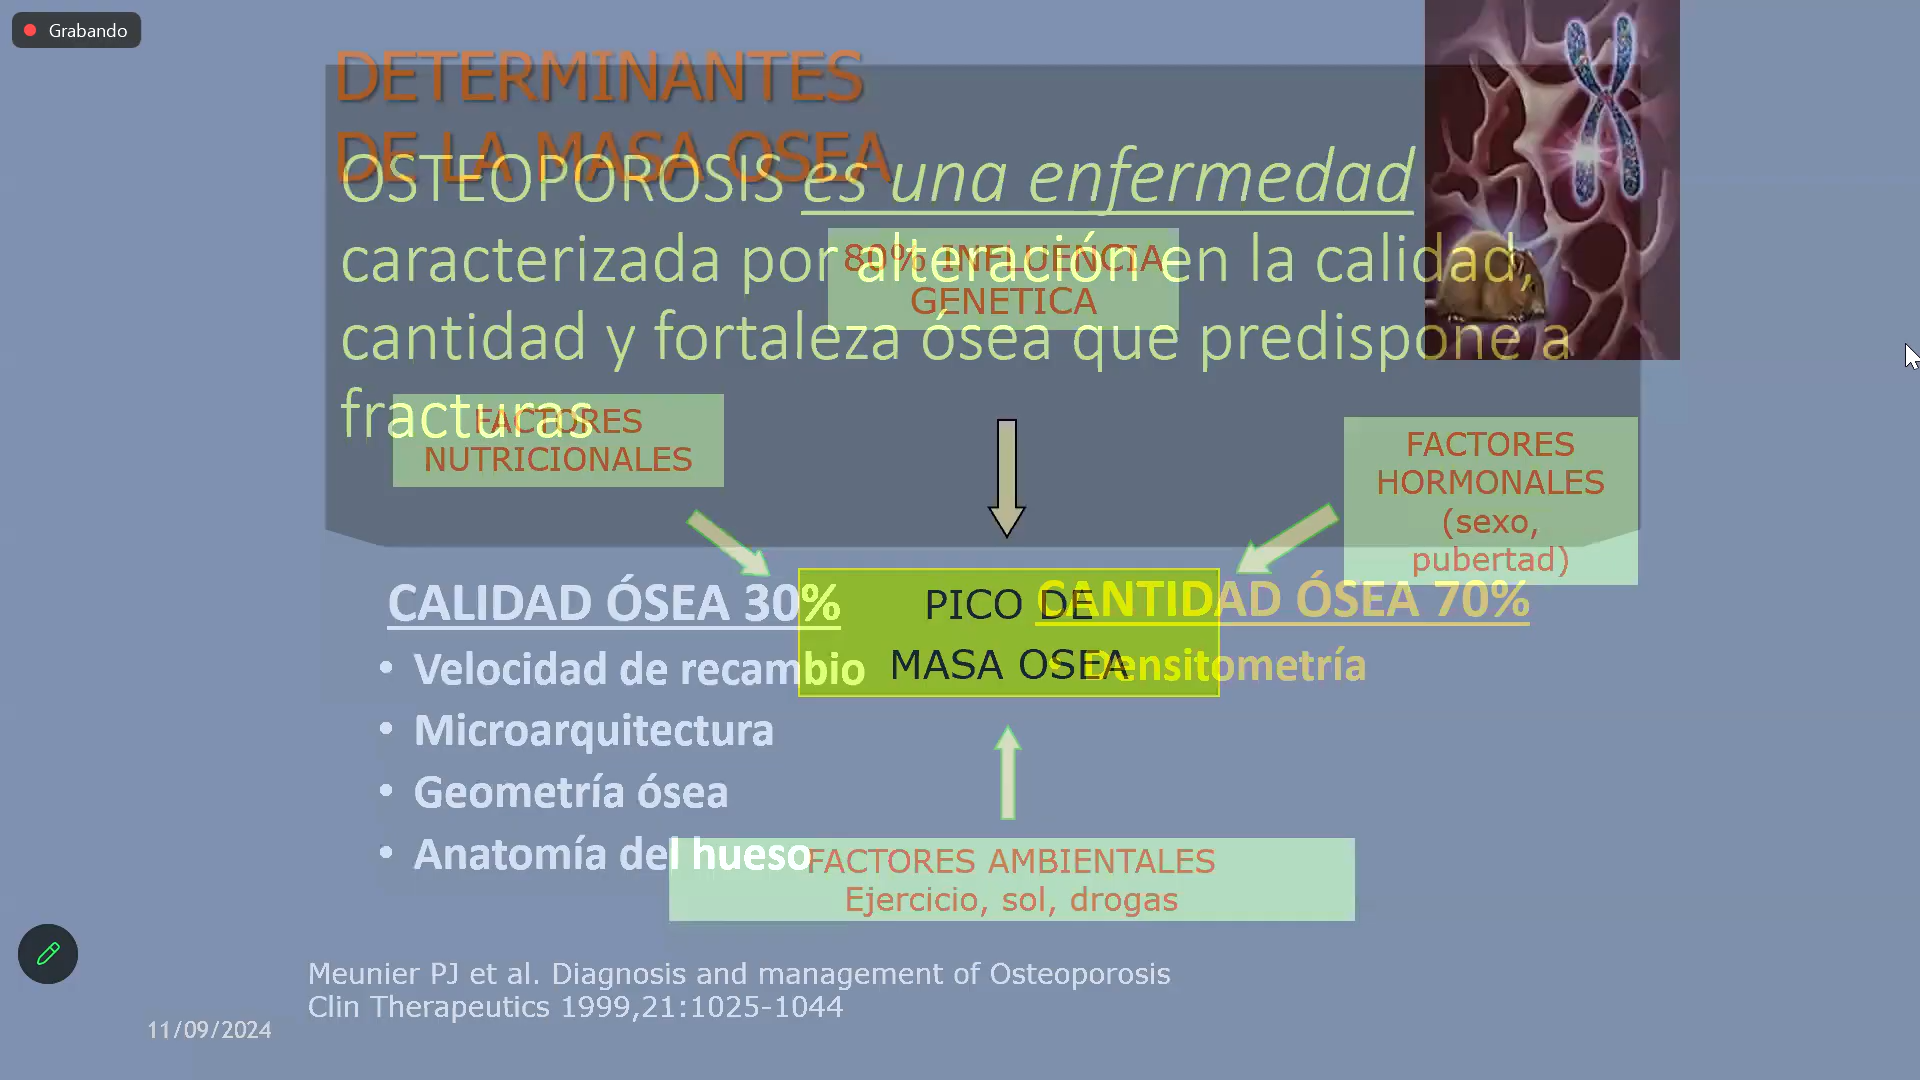 Grabando
DETERMINANTES
DE LA MASA OSEA
OSTEOPOROSIS es una enfermedad
caracterizada por alteración en la calidad,
cantidad y fortaleza ósea que predispone a
fracturas
80% INFLUENCIA
GENETICA
FACTORES
NUTRICIONALES
FACTORES
HORMONALES
(sexo,
pubertad)
CALIDAD ÓSEA 30%
• Velocidad de recambio
• Microarquitectura
• Geometría ósea
• Anatomía del hueso
PICO DE
MASA OSEA
CANTIDAD ÓSEA 70%
• Densitometría
FACTORES AMBIENTALES
Ejercicio, sol, drogas
Meunier PJ et al. Diagnosis and management of Osteoporosis
Clin Therapeutics 1999,21:1025-1044
11/09/2024